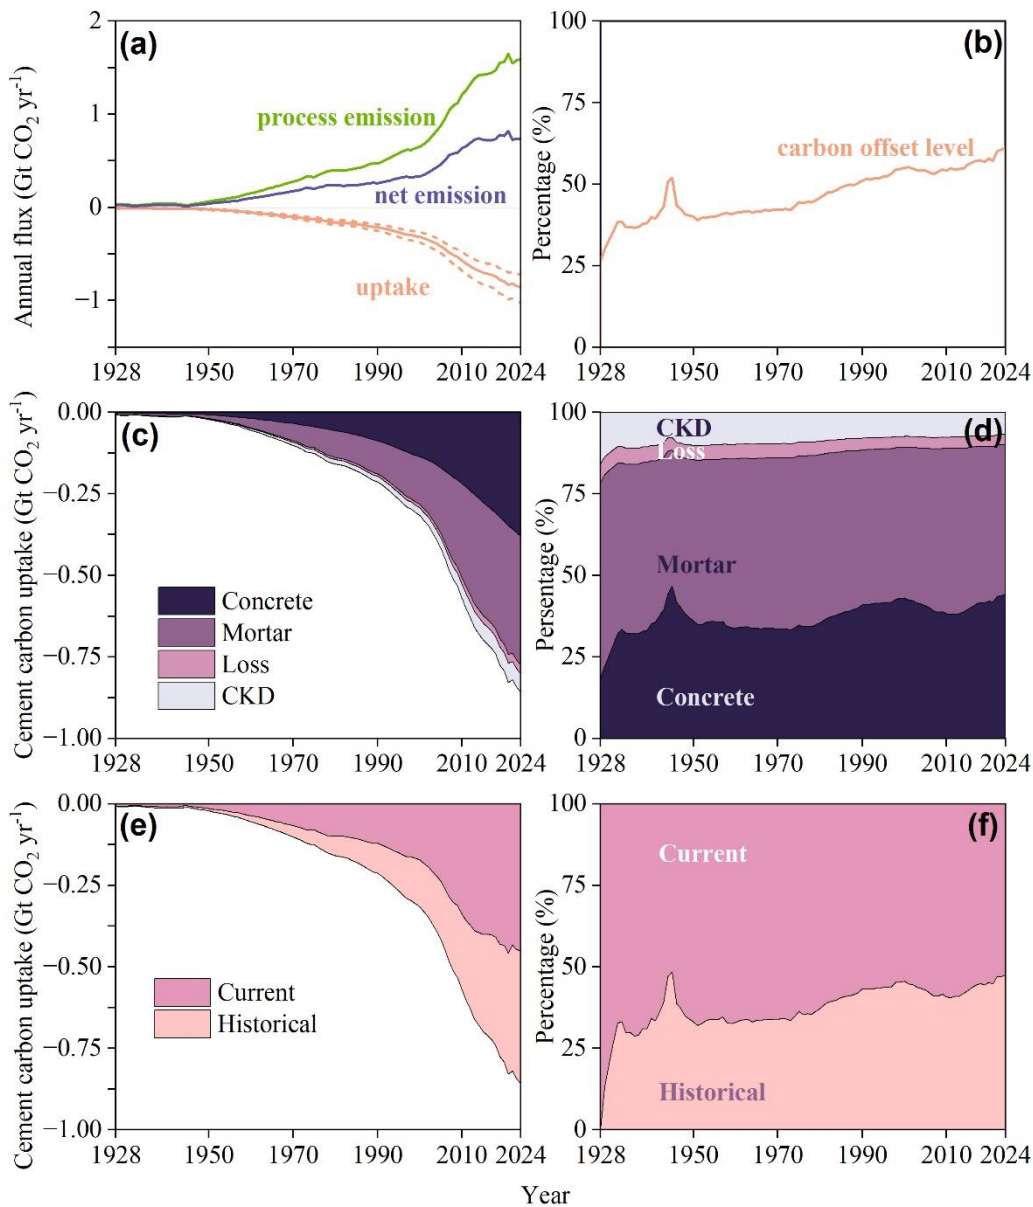 (a)
Annual flux (Gt CO2 yr-1)
2
1
0
−1
process emission
net emission
uptake
1928 1950 1970 1990 2010 2024
(b)
Percentage (%)
100
75
50
25
0
carbon offset level
1928 1950 1970 1990 2010 2024
(c)
Cement carbon uptake (Gt CO2 yr-1)
0.00
−0.25
−0.50
−0.75
−1.00
Concrete
Mortar
Loss
CKD
1928 1950 1970 1990 2010 2024
(d)
Persentage (%)
100
75
50
25
0
CKD
Loss
Mortar
Concrete
1928 1950 1970 1990 2010 2024
(e)
Cement carbon uptake (Gt CO2 yr-1)
0.00
−0.25
−0.50
−0.75
−1.00
Current
Historical
1928 1950 1970 1990 2010 2024
(f)
Percentage (%)
100
75
50
25
0
Current
Historical
1928 1950 1970 1990 2010 2024
Year